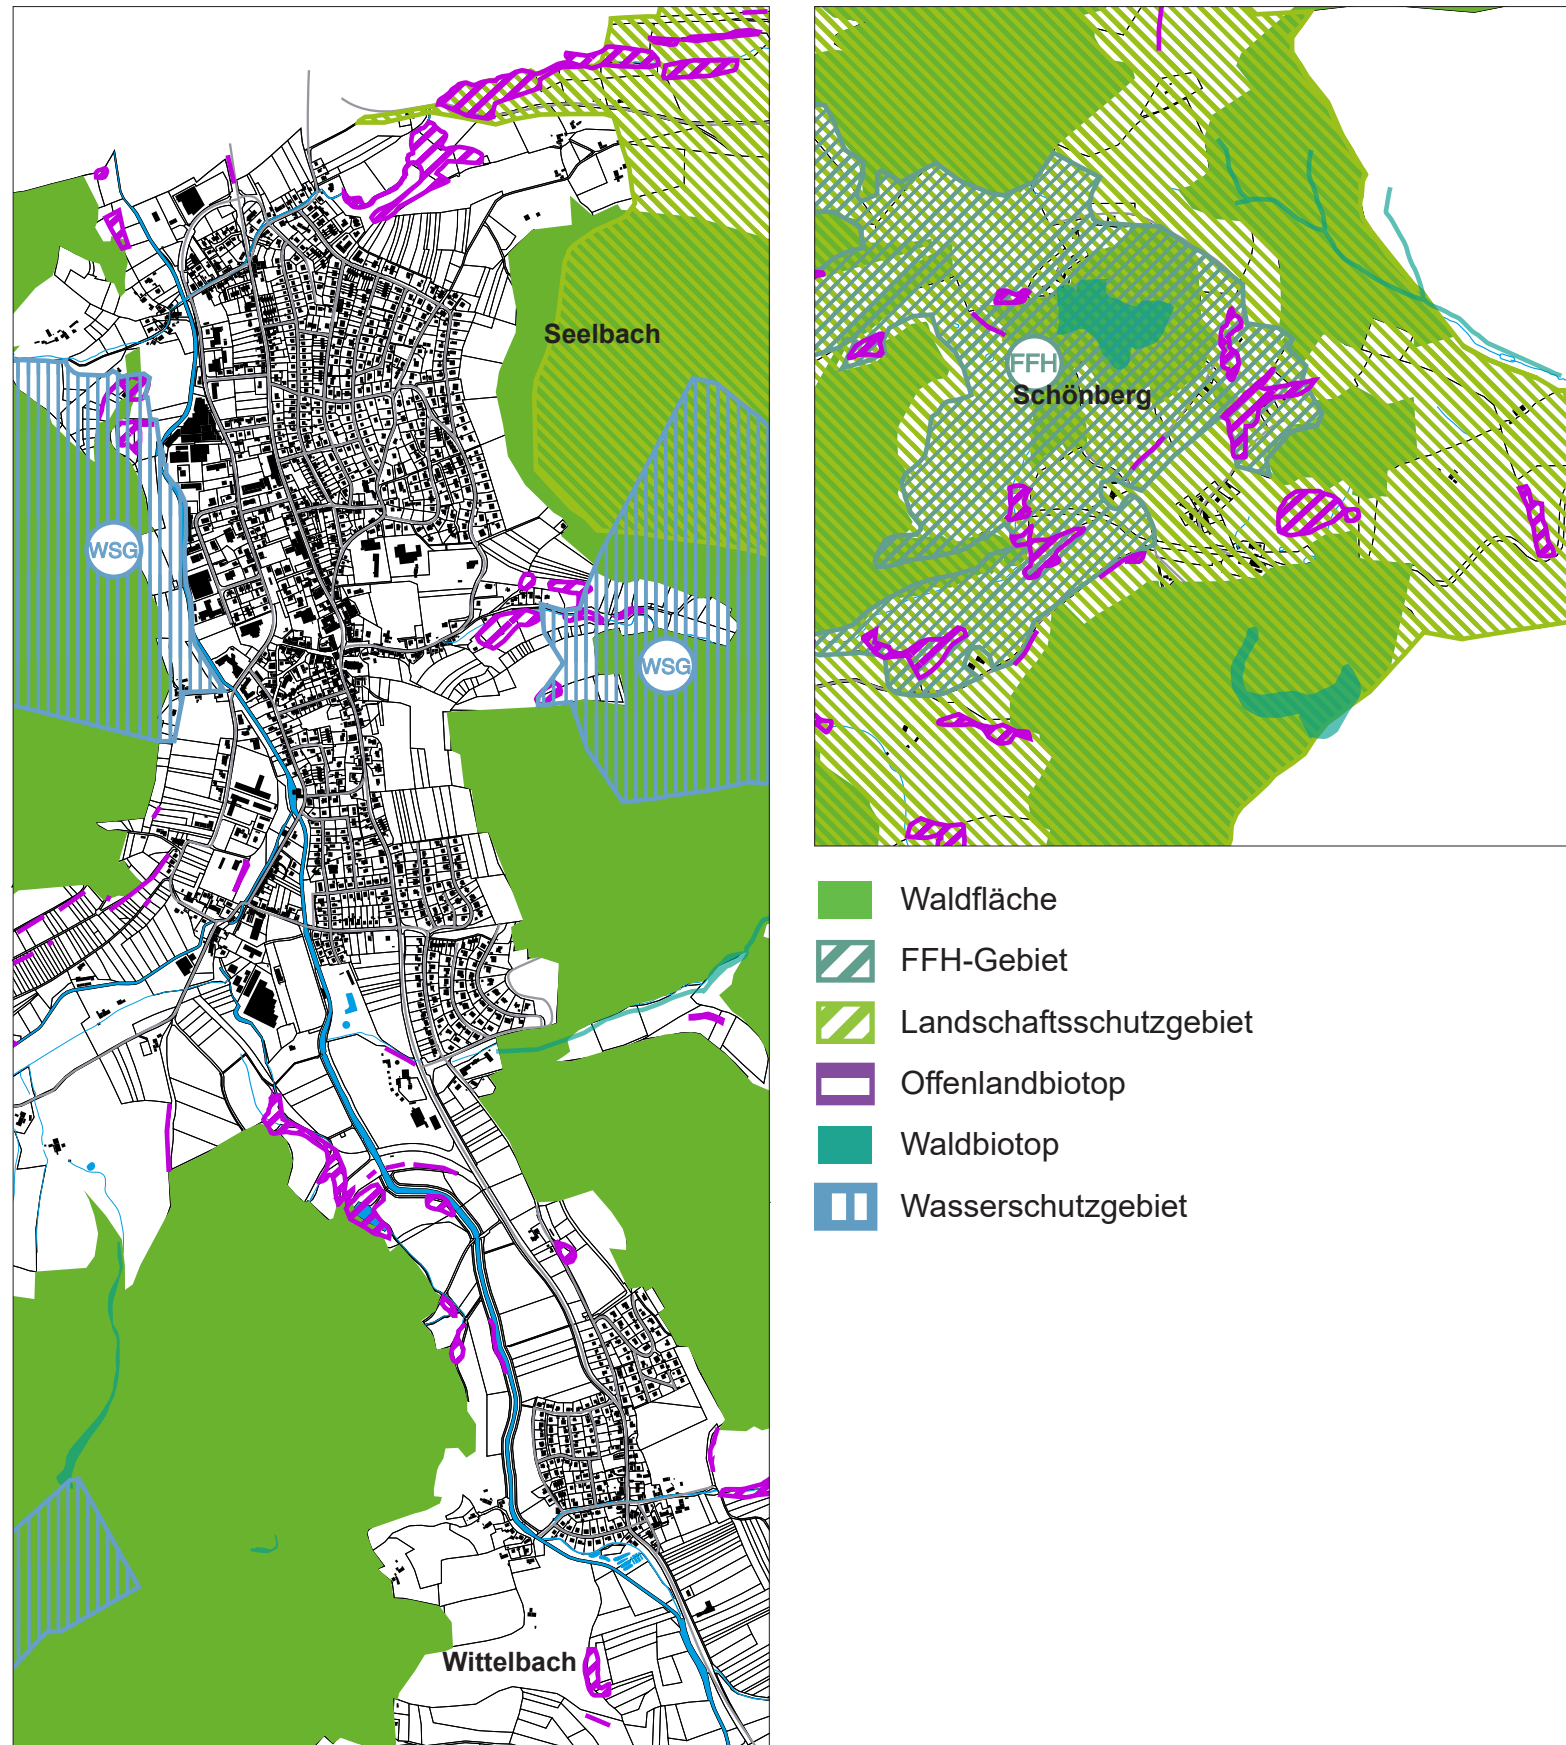 Seelbach
WSG
WSG
Wittelbach
FFH
Schönberg
Waldfläche
FFH-Gebiet
Landschaftsschutzgebiet
Offenlandbiotop
Waldbiotop
Wasserschutzgebiet